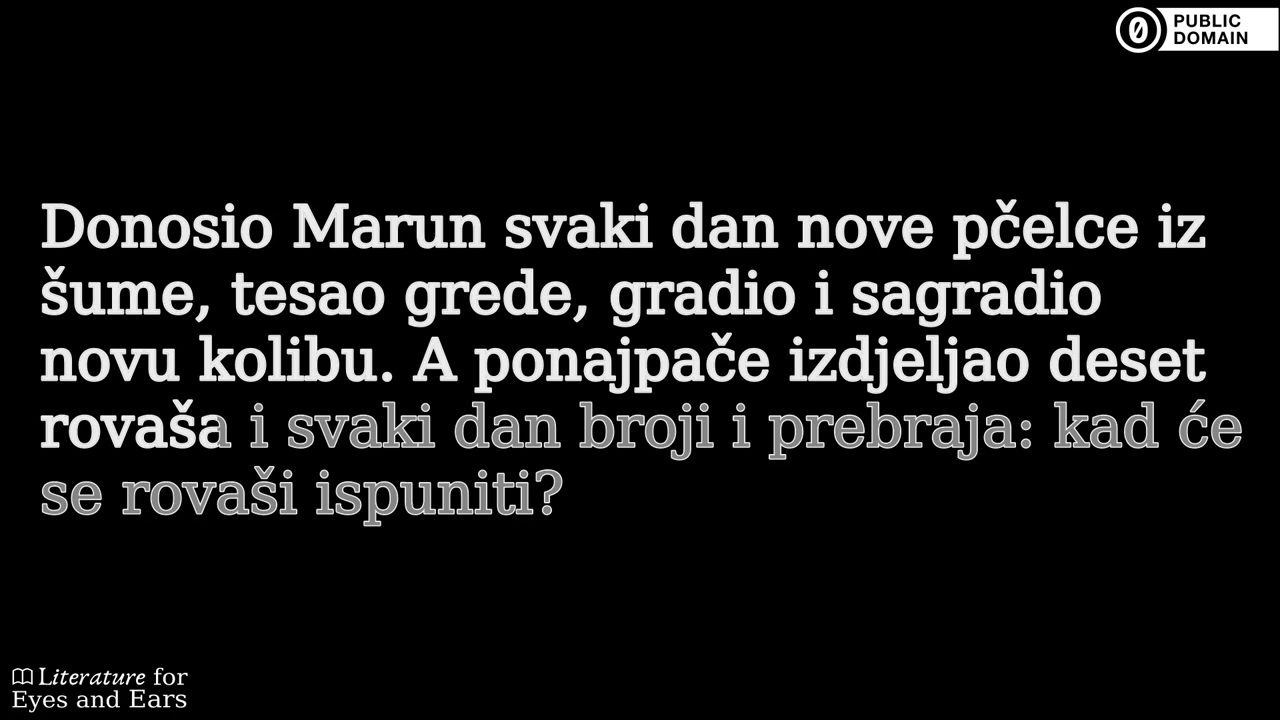 PUBLIC
DOMAIN
Donosio Marun svaki dan nove pčelce iz
šume, tesao grede, gradio i sagradio
novu kolibu. A ponajpače izdjeljao deset
rovaša i svaki dan broji i prebraja: kad će
se rovaši ispuniti?
Literature for
Eyes and Ears